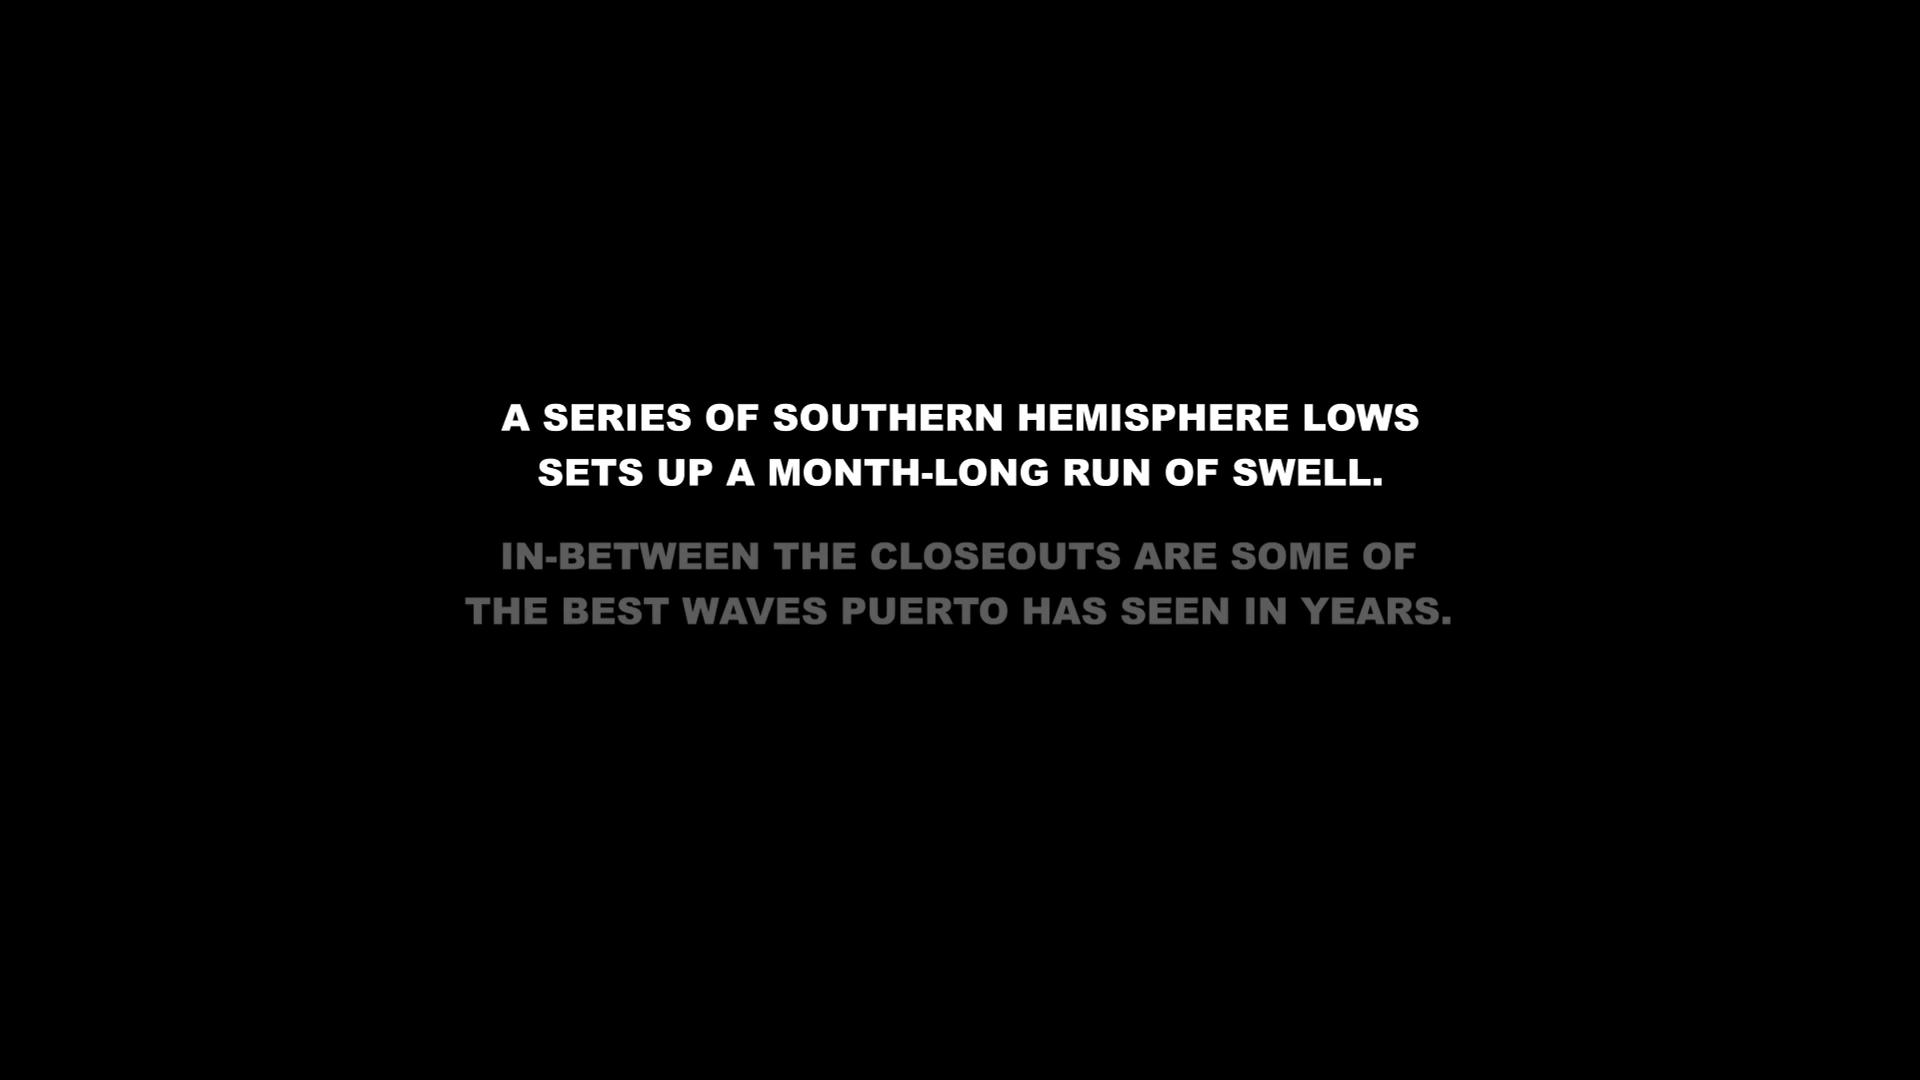 A SERIES OF SOUTHERN HEMISPHERE LOWS
SETS UP A MONTH-LONG RUN OF SWELL.
IN-BETWEEN THE CLOSEOUTS ARE SOME OF
THE BEST WAVES PUERTO HAS SEEN IN YEARS.